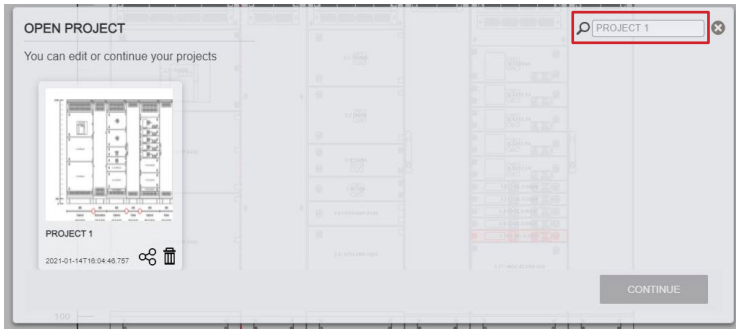 OPEN PROJECT
PROJECT 1
You can edit or continue your projects
PROJECT 1
2021-01-14T16:04:46.757
CONTINUE
100